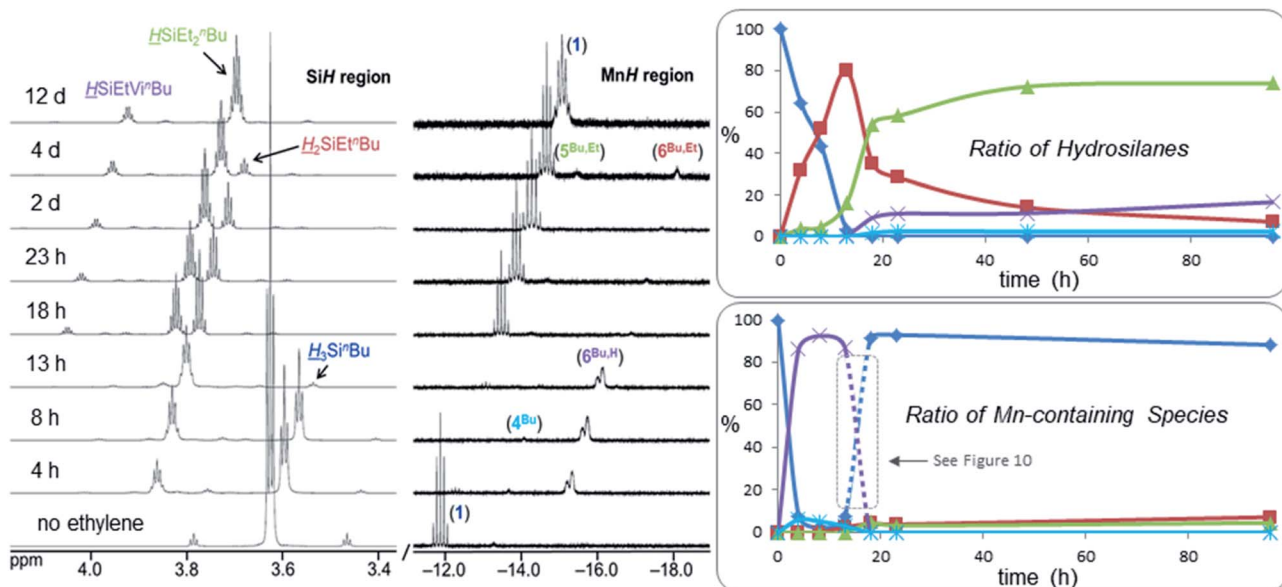 HSiEt₂ⁿBu
HSiEtViⁿBu
SiH region
(1)
MnH region
12 d
H₂SiEtⁿBu
4 d
(5ᴮᵘ,ᴱᵗ)
(6ᴮᵘ,ᴱᵗ)
2 d
23 h
18 h
H₃SiⁿBu
13 h
(6ᴮᵘ,ᴴ)
8 h
(4ᴮᵘ)
4 h
no ethylene
(1)
ppm
4.0 3.8 3.6 3.4
−12.0 −14.0 −16.0 −18.0
100
80
60
%
Ratio of Hydrosilanes
40
20
0
0 20 40 60 80
time (h)
100
80
60
%
Ratio of Mn-containing Species
40
See Figure 10
20
0
0 20 40 60 80
time (h)